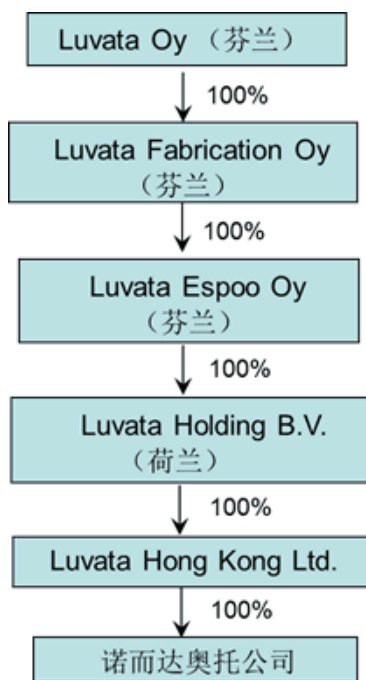 Luvata Oy （芬兰）
100%
Luvata Fabrication Oy
（芬兰）
100%
Luvata Espoo Oy
（芬兰）
100%
Luvata Holding B.V.
（荷兰）
100%
Luvata Hong Kong Ltd.
100%
诺而达奥托公司